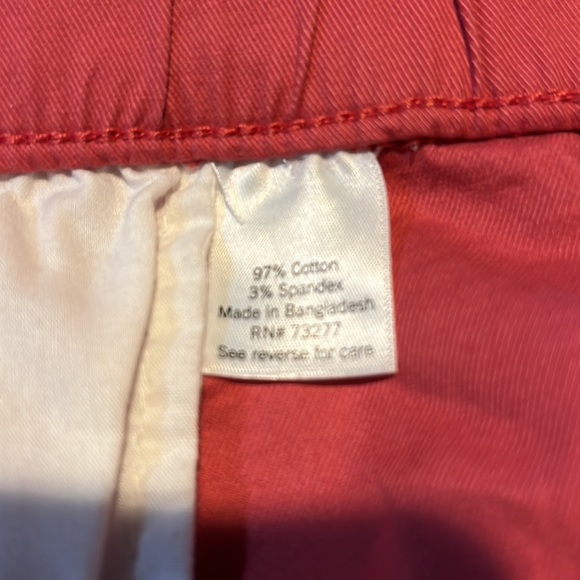 97% Cotton
3% Spandex
Made in Bangladesh
RN# 73277
See reverse for care